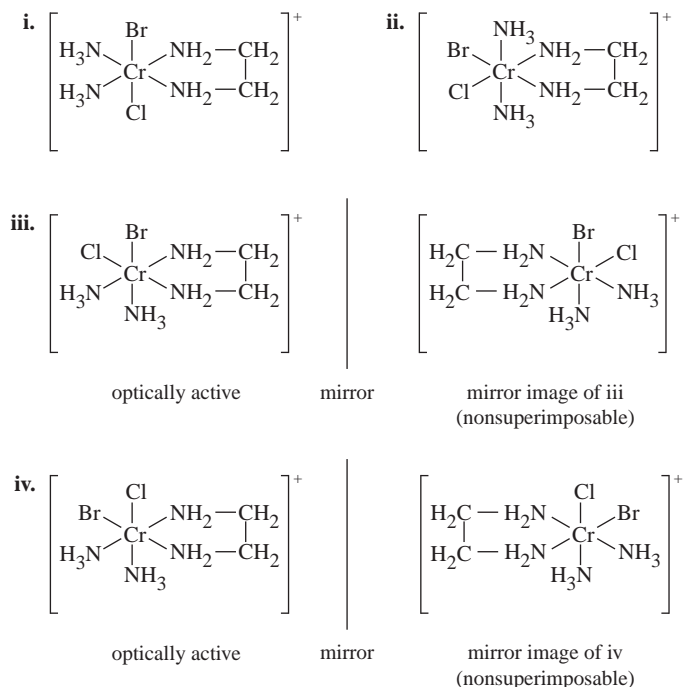 i. [Br H₃N NH₂—CH₂ Cr H₃N NH₂—CH₂ Cl]⁺
ii. [NH₃ Br NH₂—CH₂ Cr Cl NH₂—CH₂ NH₃]⁺
iii. [Br Cl NH₂—CH₂ Cr H₃N NH₂—CH₂ NH₃]⁺
[Br H₂C—H₂N Cl Cr H₂C—H₂N NH₃ H₃N]⁺
optically active
mirror
mirror image of iii
(nonsuperimposable)
iv. [Cl Br NH₂—CH₂ Cr H₃N NH₂—CH₂ NH₃]⁺
[Cl H₂C—H₂N Br Cr H₂C—H₂N NH₃ H₃N]⁺
optically active
mirror
mirror image of iv
(nonsuperimposable)